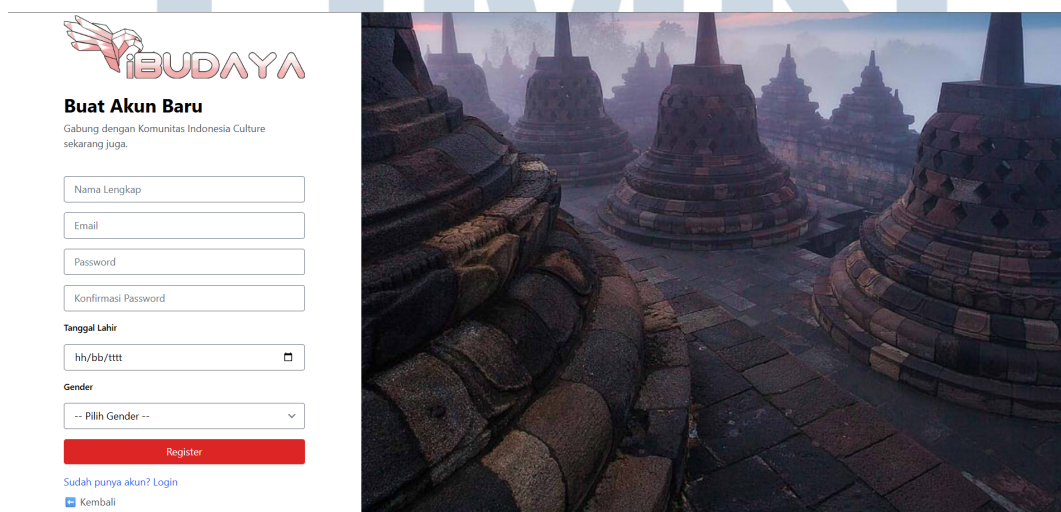 iBUDAYA
Buat Akun Baru
Gabung dengan Komunitas Indonesia Culture
sekarang juga.
Nama Lengkap
Email
Password
Konfirmasi Password
Tanggal Lahir
hh/bb/tttt
Gender
-- Pilih Gender --
Register
Sudah punya akun? Login
Kembali